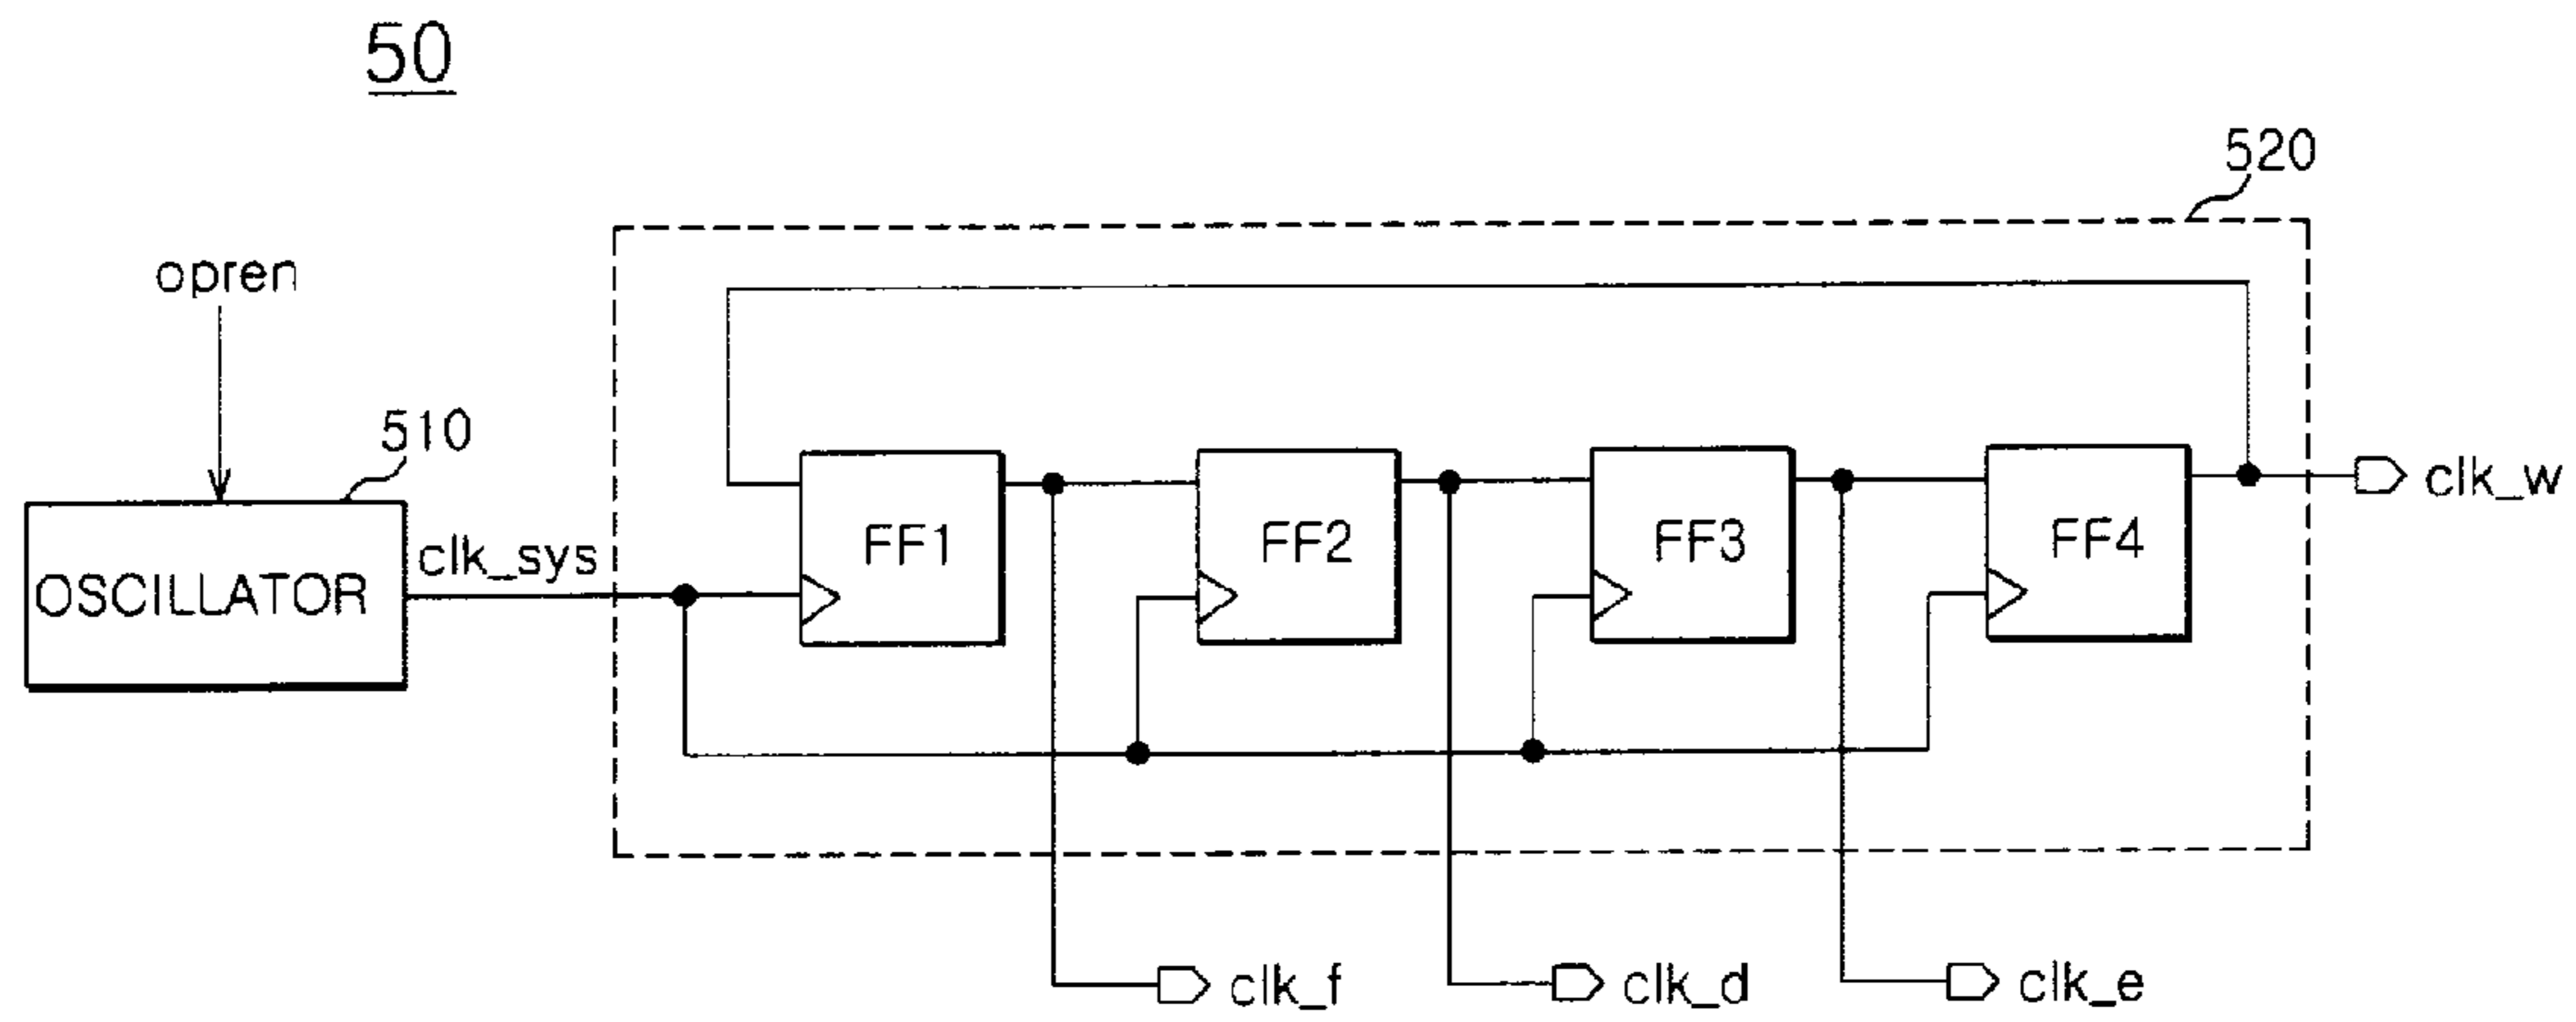 50
520
opren
510
OSCILLATOR
clk_sys
FF1
FF2
FF3
FF4
clk_w
clk_f
clk_d
clk_e